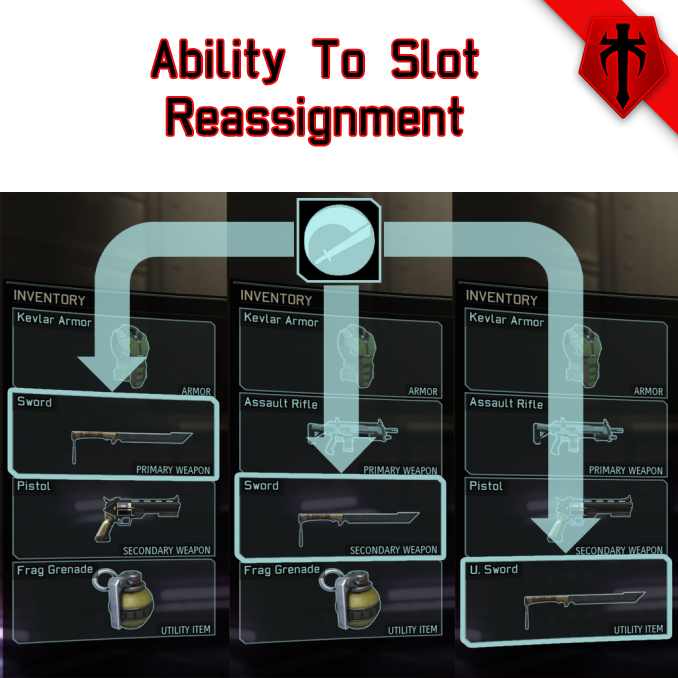 Ability To Slot
Reassignment
INVENTORY
Kevlar Armor
ARMOR
Sword
PRIMARY WEAPON
Pistol
SECONDARY WEAPON
Frag Grenade
UTILITY ITEM
INVENTORY
Kevlar Armor
ARMOR
Assault Rifle
PRIMARY WEAPON
Sword
SECONDARY WEAPON
Frag Grenade
UTILITY ITEM
INVENTORY
Kevlar Armor
ARMOR
Assault Rifle
PRIMARY WEAPON
Pistol
SECONDARY WEAPON
U. Sword
UTILITY ITEM